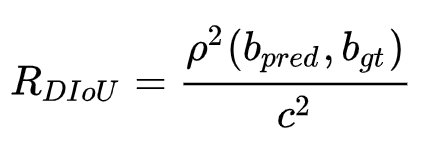 R_{DIoU} = \frac{\rho^2(b_{pred}, b_{gt})}{c^2}